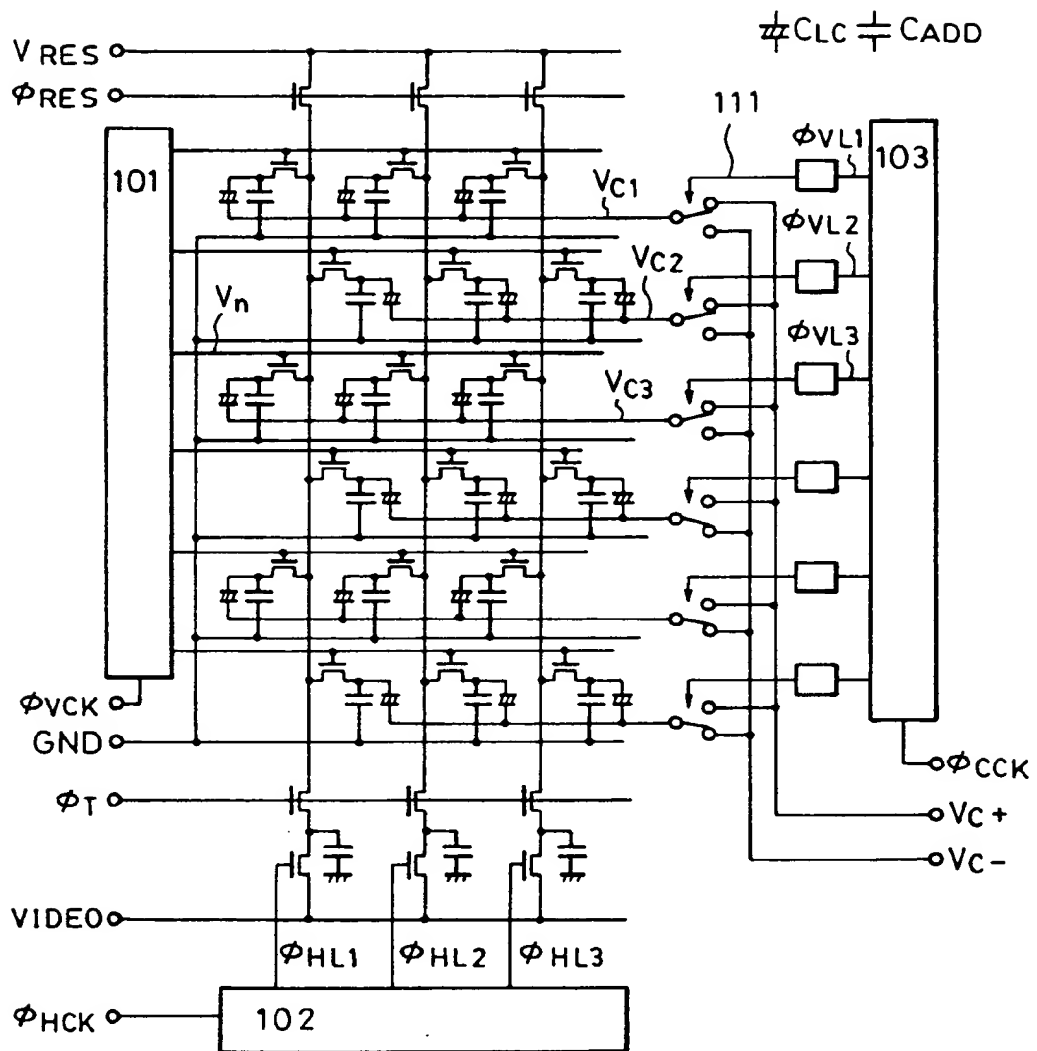 CLC CADD
VRES
ϕRES
111
ϕVL1
101
103
VC1
ϕVL2
VC2
Vn
ϕVL3
VC3
ϕVCK
GND
ϕCCK
ϕT
VC+
VC-
VIDEO
ϕHL1 ϕHL2 ϕHL3
ϕHCK
102